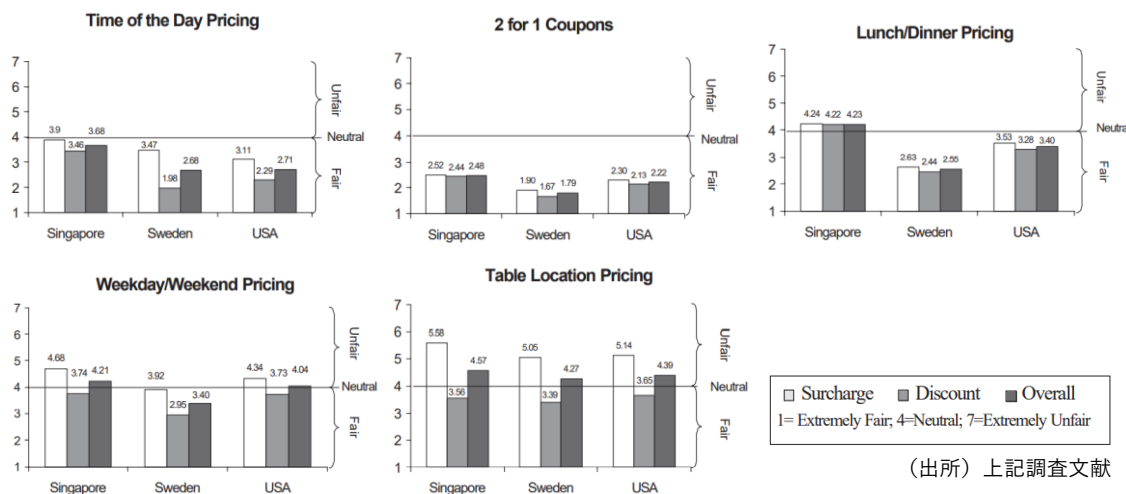 Time of the Day Pricing
7
6
5
4
3
2
1
3.9
3.46
3.68
3.47
1.98
2.68
3.11
2.29
2.71
Unfair
Neutral
Fair
Singapore
Sweden
USA
2 for 1 Coupons
7
6
5
4
3
2
1
2.52
2.44
2.48
1.90
1.67
1.79
2.30
2.13
2.22
Unfair
Neutral
Fair
Singapore
Sweden
USA
Lunch/Dinner Pricing
7
6
5
4
3
2
1
4.24
4.22
4.23
2.63
2.44
2.55
3.53
3.28
3.40
Unfair
Neutral
Fair
Singapore
Sweden
USA
Weekday/Weekend Pricing
7
6
5
4
3
2
1
4.68
3.74
4.21
3.92
2.95
3.40
4.34
3.73
4.04
Unfair
Neutral
Fair
Singapore
Sweden
USA
Table Location Pricing
7
6
5
4
3
2
1
5.58
3.56
4.57
5.05
3.39
4.27
5.14
3.65
4.39
Unfair
Neutral
Fair
Singapore
Sweden
USA
Surcharge Discount Overall
1= Extremely Fair; 4=Neutral; 7=Extremely Unfair
（出所）上記調査文献